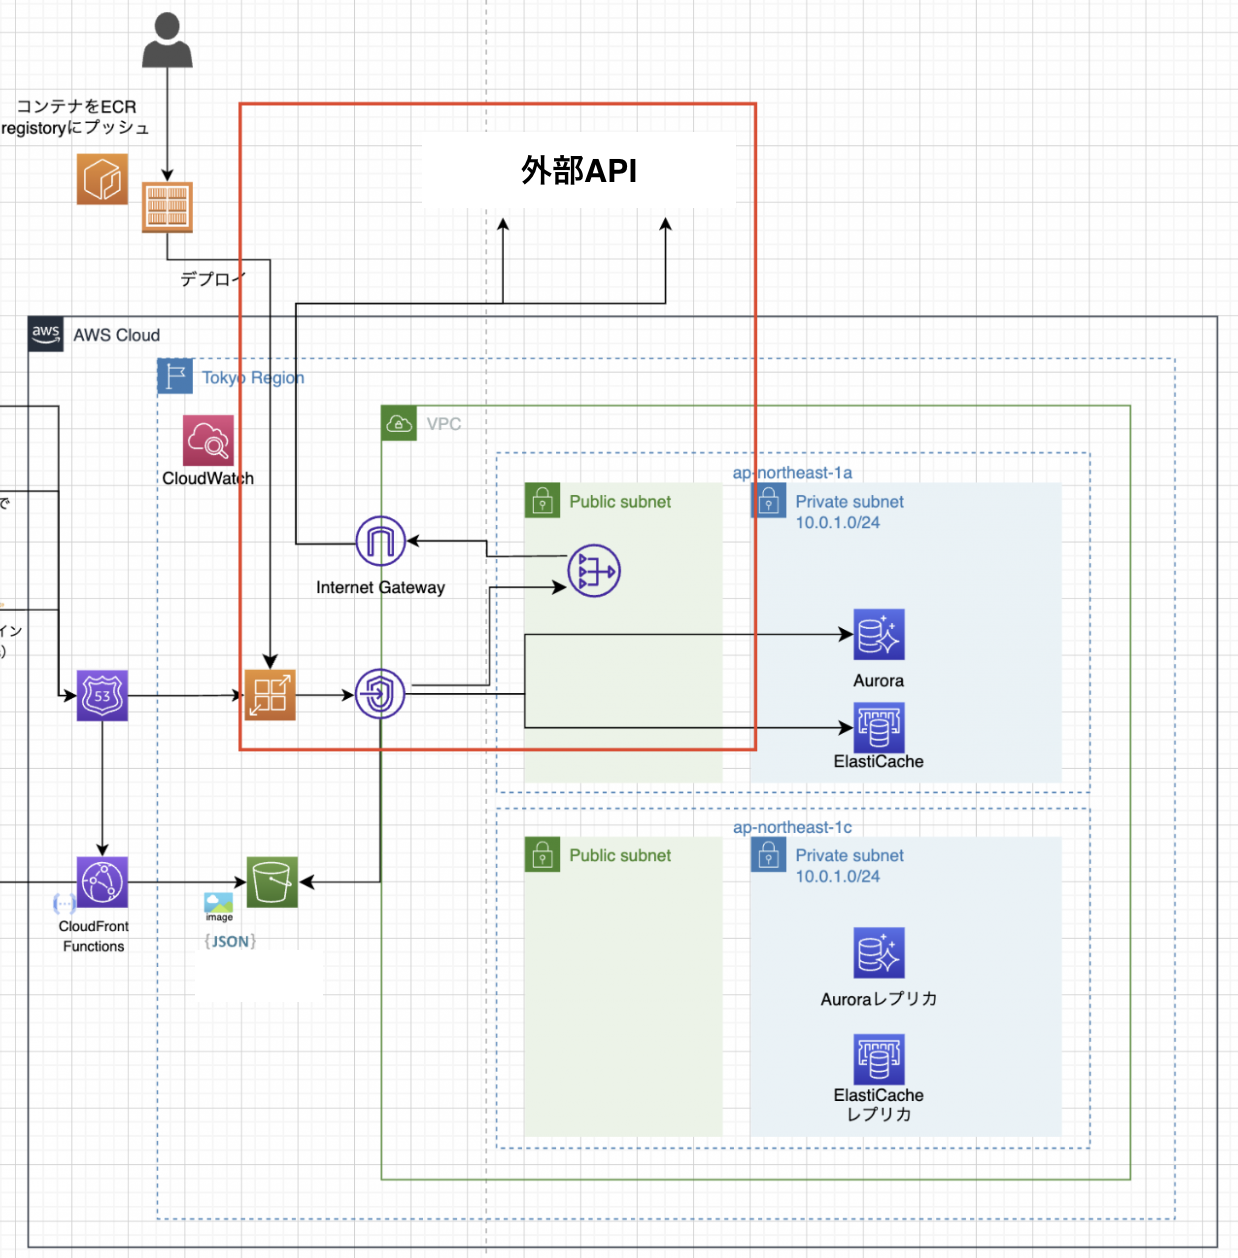 コンテナをECR
registoryにプッシュ
外部API
デプロイ
aws
AWS Cloud
Tokyo Region
VPC
CloudWatch
ap-northeast-1a
Public subnet
Private subnet
10.0.1.0/24
で
Internet Gateway
イン
)
Aurora
53
ElastiCache
ap-northeast-1c
Public subnet
Private subnet
10.0.1.0/24
image
CloudFront
Functions
{JSON}
Auroraレプリカ
ElastiCache
レプリカ